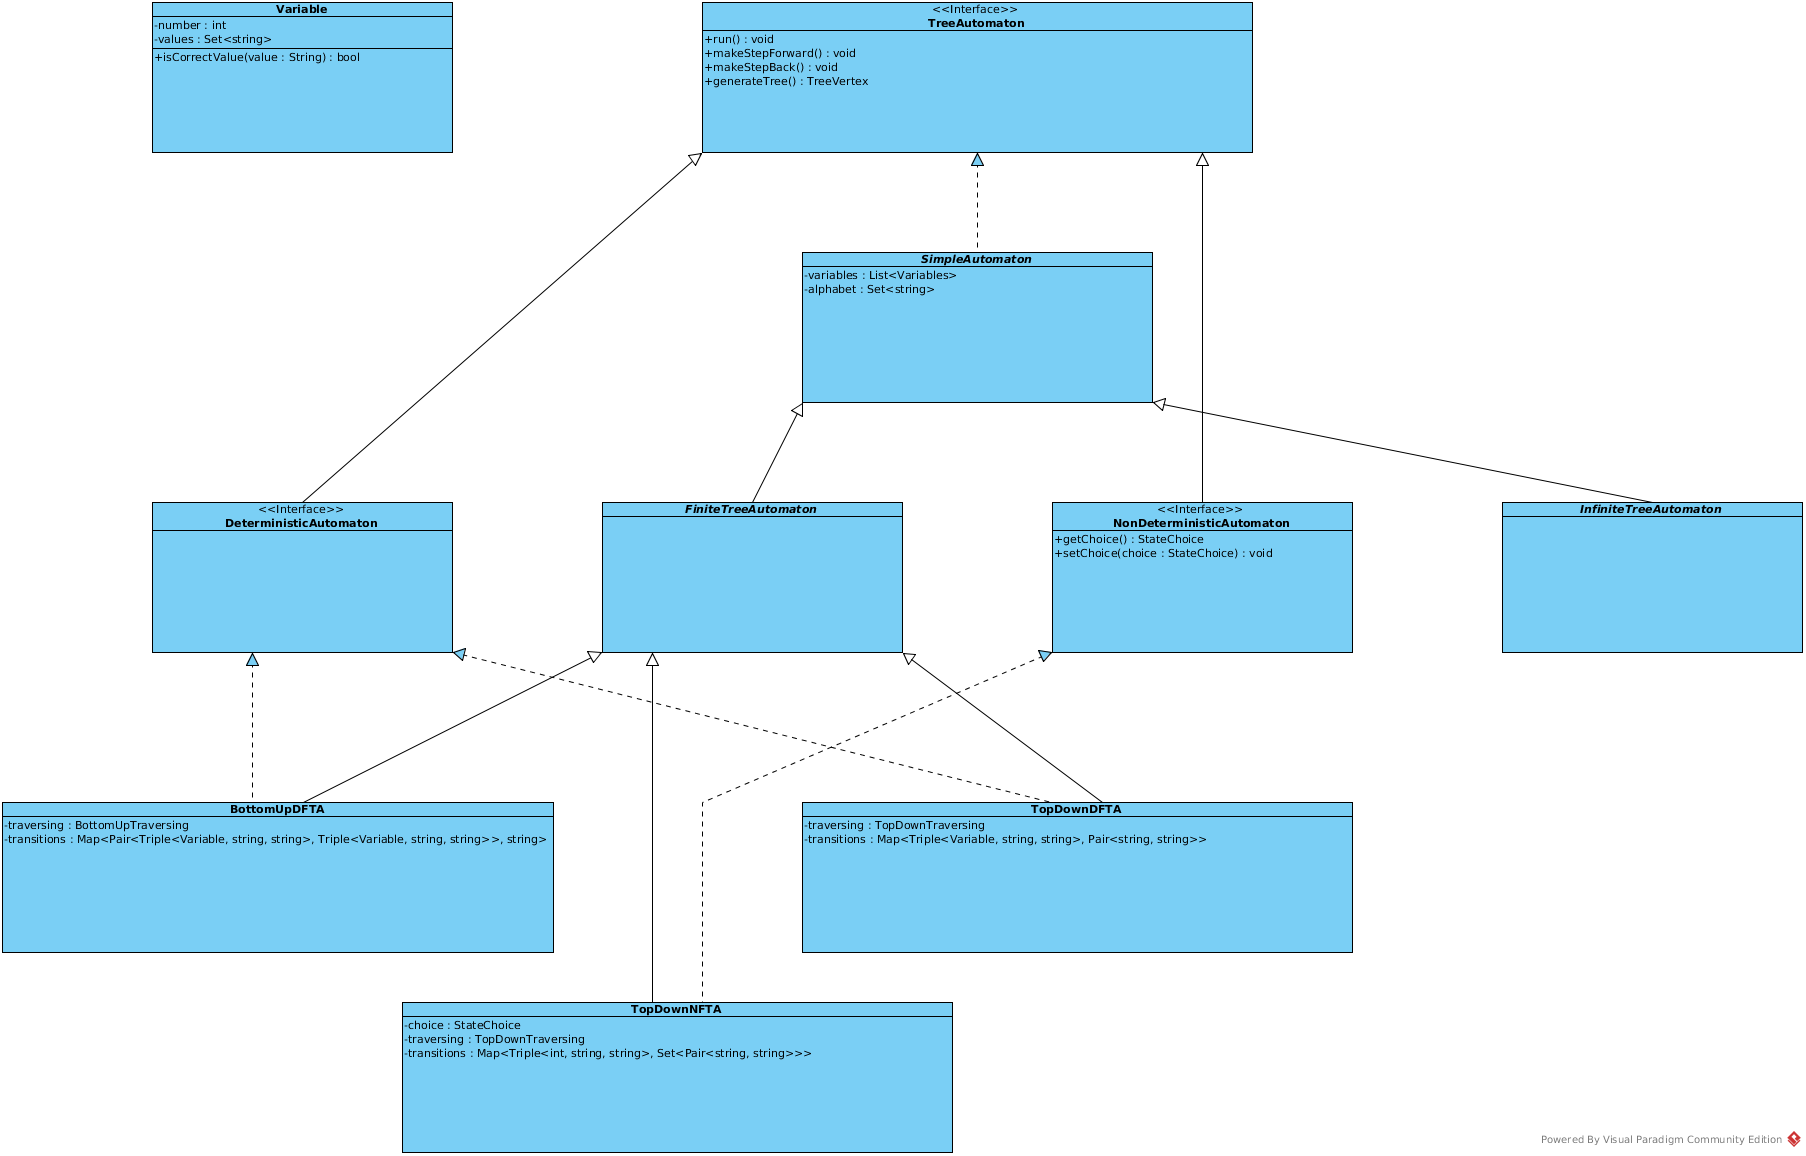 Variable
-number : int
-values : Set<string>
+isCorrectValue(value : String) : bool
<<Interface>>
TreeAutomaton
+run() : void
+makeStepForward() : void
+makeStepBack() : void
+generateTree() : TreeVertex
SimpleAutomaton
-variables : List<Variables>
-alphabet : Set<string>
<<Interface>>
DeterministicAutomaton
FiniteTreeAutomaton
<<Interface>>
NonDeterministicAutomaton
+getChoice() : StateChoice
+setChoice(choice : StateChoice) : void
InfiniteTreeAutomaton
BottomUpDFTA
-traversing : BottomUpTraversing
-transitions : Map<Pair<Triple<Variable, string, string>, Triple<Variable, string, string>>, string>
TopDownDFTA
-traversing : TopDownTraversing
-transitions : Map<Triple<Variable, string, string>, Pair<string, string>>
TopDownNFTA
-choice : StateChoice
-traversing : TopDownTraversing
-transitions : Map<Triple<int, string, string>, Set<Pair<string, string>>>
Powered By Visual Paradigm Community Edition